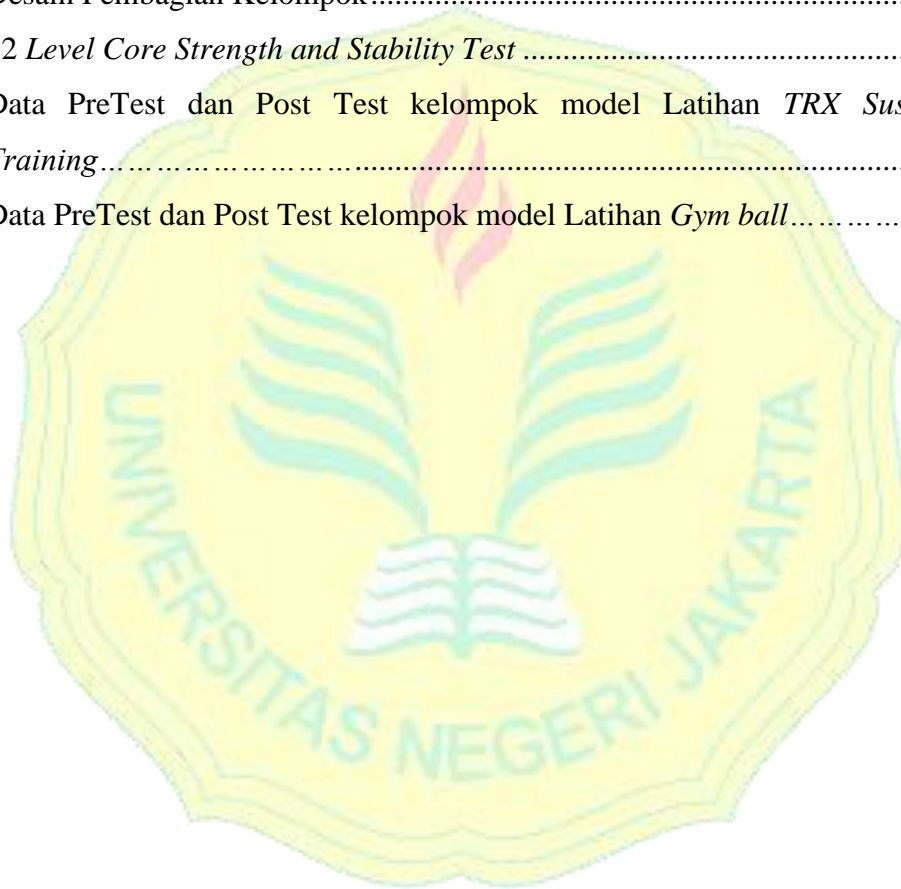 Desain Pembagian Kelompok
2 Level Core Strength and Stability Test
Data PreTest dan Post Test kelompok model Latihan TRX Sus
Training
Data PreTest dan Post Test kelompok model Latihan Gym ball
UNIVERSITAS NEGERI JAKARTA